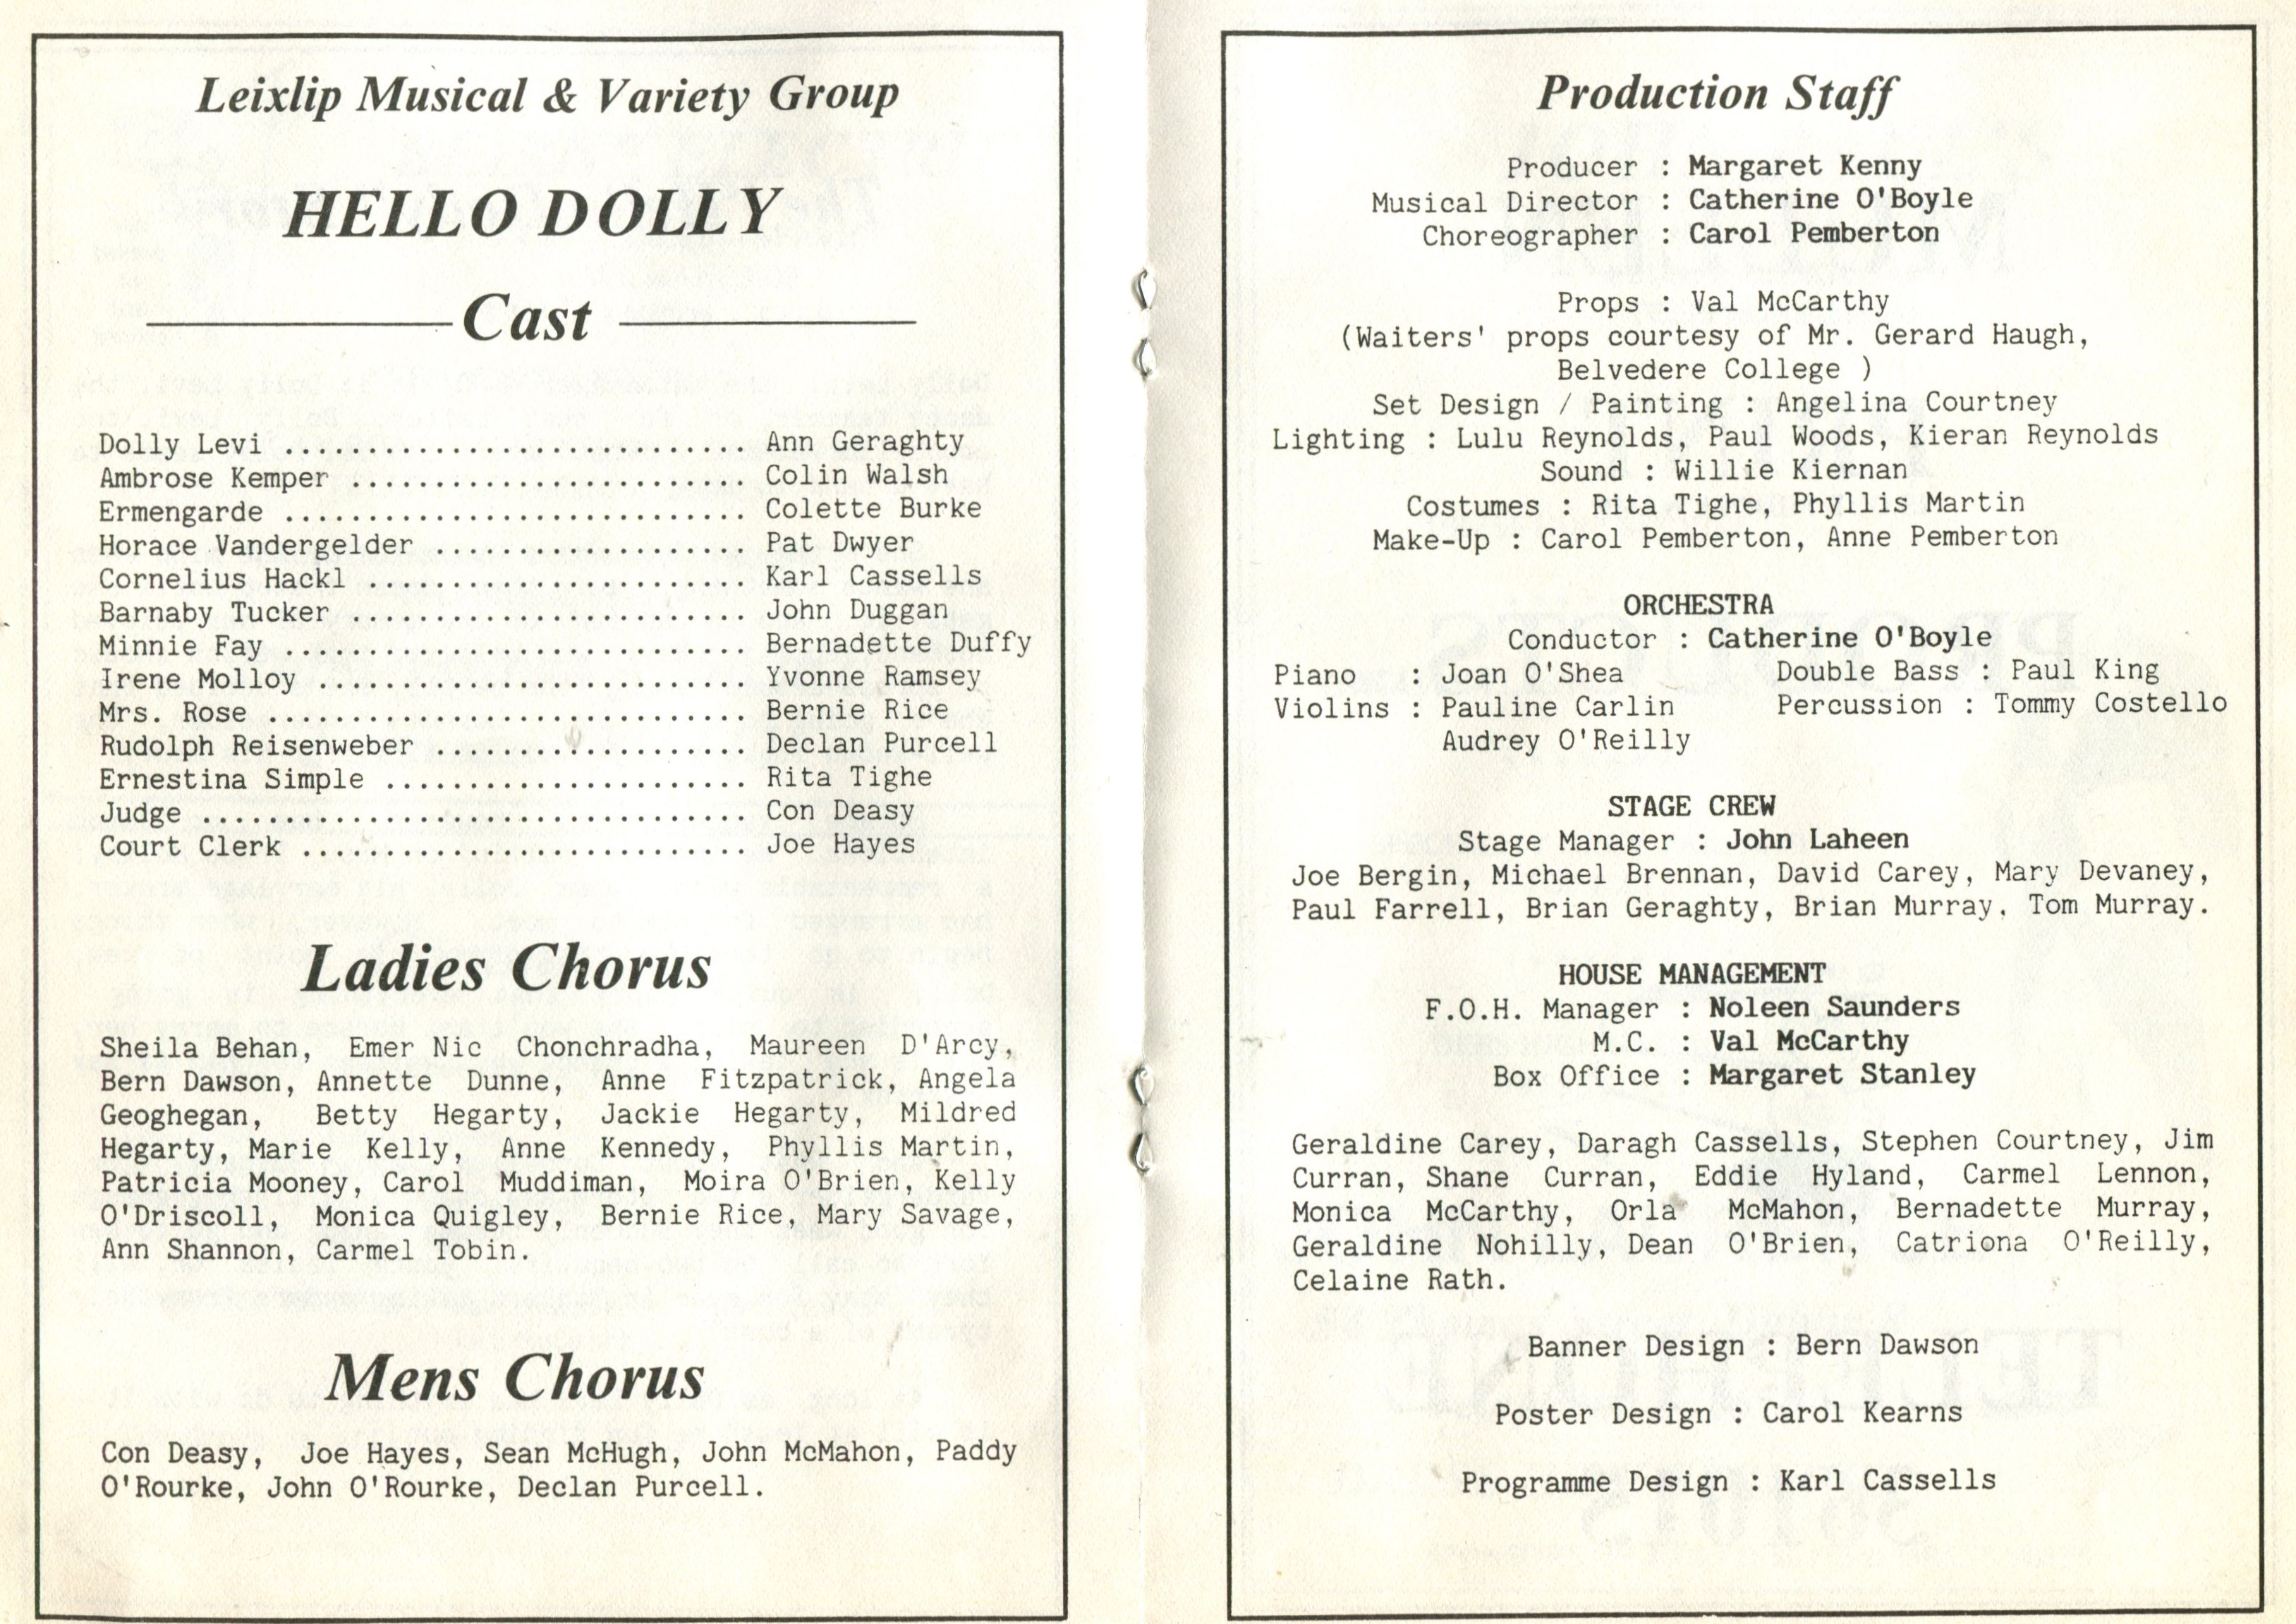 Leixlip Musical & Variety Group
HELLO DOLLY
Cast
Dolly Levi ............................ Ann Geraghty
Ambrose Kemper ........................ Colin Walsh
Ermengarde ............................ Colette Burke
Horace Vandergelder ................... Pat Dwyer
Cornelius Hackl ....................... Karl Cassells
Barnaby Tucker ........................ John Duggan
Minnie Fay ............................ Bernadette Duffy
Irene Molloy .......................... Yvonne Ramsey
Mrs. Rose ............................. Bernie Rice
Rudolph Reisenweber ................... Declan Purcell
Ernestina Simple ...................... Rita Tighe
Judge ................................. Con Deasy
Court Clerk ........................... Joe Hayes
Ladies Chorus
Sheila Behan, Emer Nic Chonchradha, Maureen D'Arcy,
Bern Dawson, Annette Dunne, Anne Fitzpatrick, Angela
Geoghegan, Betty Hegarty, Jackie Hegarty, Mildred
Hegarty, Marie Kelly, Anne Kennedy, Phyllis Martin,
Patricia Mooney, Carol Muddiman, Moira O'Brien, Kelly
O'Driscoll, Monica Quigley, Bernie Rice, Mary Savage,
Ann Shannon, Carmel Tobin.
Mens Chorus
Con Deasy, Joe Hayes, Sean McHugh, John McMahon, Paddy
O'Rourke, John O'Rourke, Declan Purcell.
Production Staff
Producer : Margaret Kenny
Musical Director : Catherine O'Boyle
Choreographer : Carol Pemberton
Props : Val McCarthy
(Waiters' props courtesy of Mr. Gerard Haugh,
Belvedere College )
Set Design / Painting : Angelina Courtney
Lighting : Lulu Reynolds, Paul Woods, Kieran Reynolds
Sound : Willie Kiernan
Costumes : Rita Tighe, Phyllis Martin
Make-Up : Carol Pemberton, Anne Pemberton
ORCHESTRA
Conductor : Catherine O'Boyle
Piano : Joan O'Shea Double Bass : Paul King
Violins : Pauline Carlin Percussion : Tommy Costello
Audrey O'Reilly
STAGE CREW
Stage Manager : John Laheen
Joe Bergin, Michael Brennan, David Carey, Mary Devaney,
Paul Farrell, Brian Geraghty, Brian Murray, Tom Murray.
HOUSE MANAGEMENT
F.O.H. Manager : Noleen Saunders
M.C. : Val McCarthy
Box Office : Margaret Stanley
Geraldine Carey, Daragh Cassells, Stephen Courtney, Jim
Curran, Shane Curran, Eddie Hyland, Carmel Lennon,
Monica McCarthy, Orla McMahon, Bernadette Murray,
Geraldine Nohilly, Dean O'Brien, Catriona O'Reilly,
Celaine Rath.
Banner Design : Bern Dawson
Poster Design : Carol Kearns
Programme Design : Karl Cassells